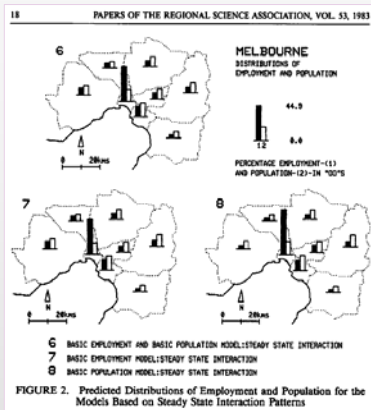 18 PAPERS OF THE REGIONAL SCIENCE ASSOCIATION, VOL. 53, 1983
6
MELBOURNE
DISTRIBUTIONS OF
EMPLOYMENT AND POPULATION
44.9
0.0
12
PERCENTAGE EMPLOYMENT-(1)
AND POPULATION-(2)-IN "00"S
N
0 20kms
7
8
N
0 20kms
N
0 20kms
6 BASIC EMPLOYMENT AND BASIC POPULATION MODEL:STEADY STATE INTERACTION
7 BASIC EMPLOYMENT MODEL:STEADY STATE INTERACTION
8 BASIC POPULATION MODEL:STEADY STATE INTERACTION
FIGURE 2. Predicted Distributions of Employment and Population for the
Models Based on Steady State Interaction Patterns